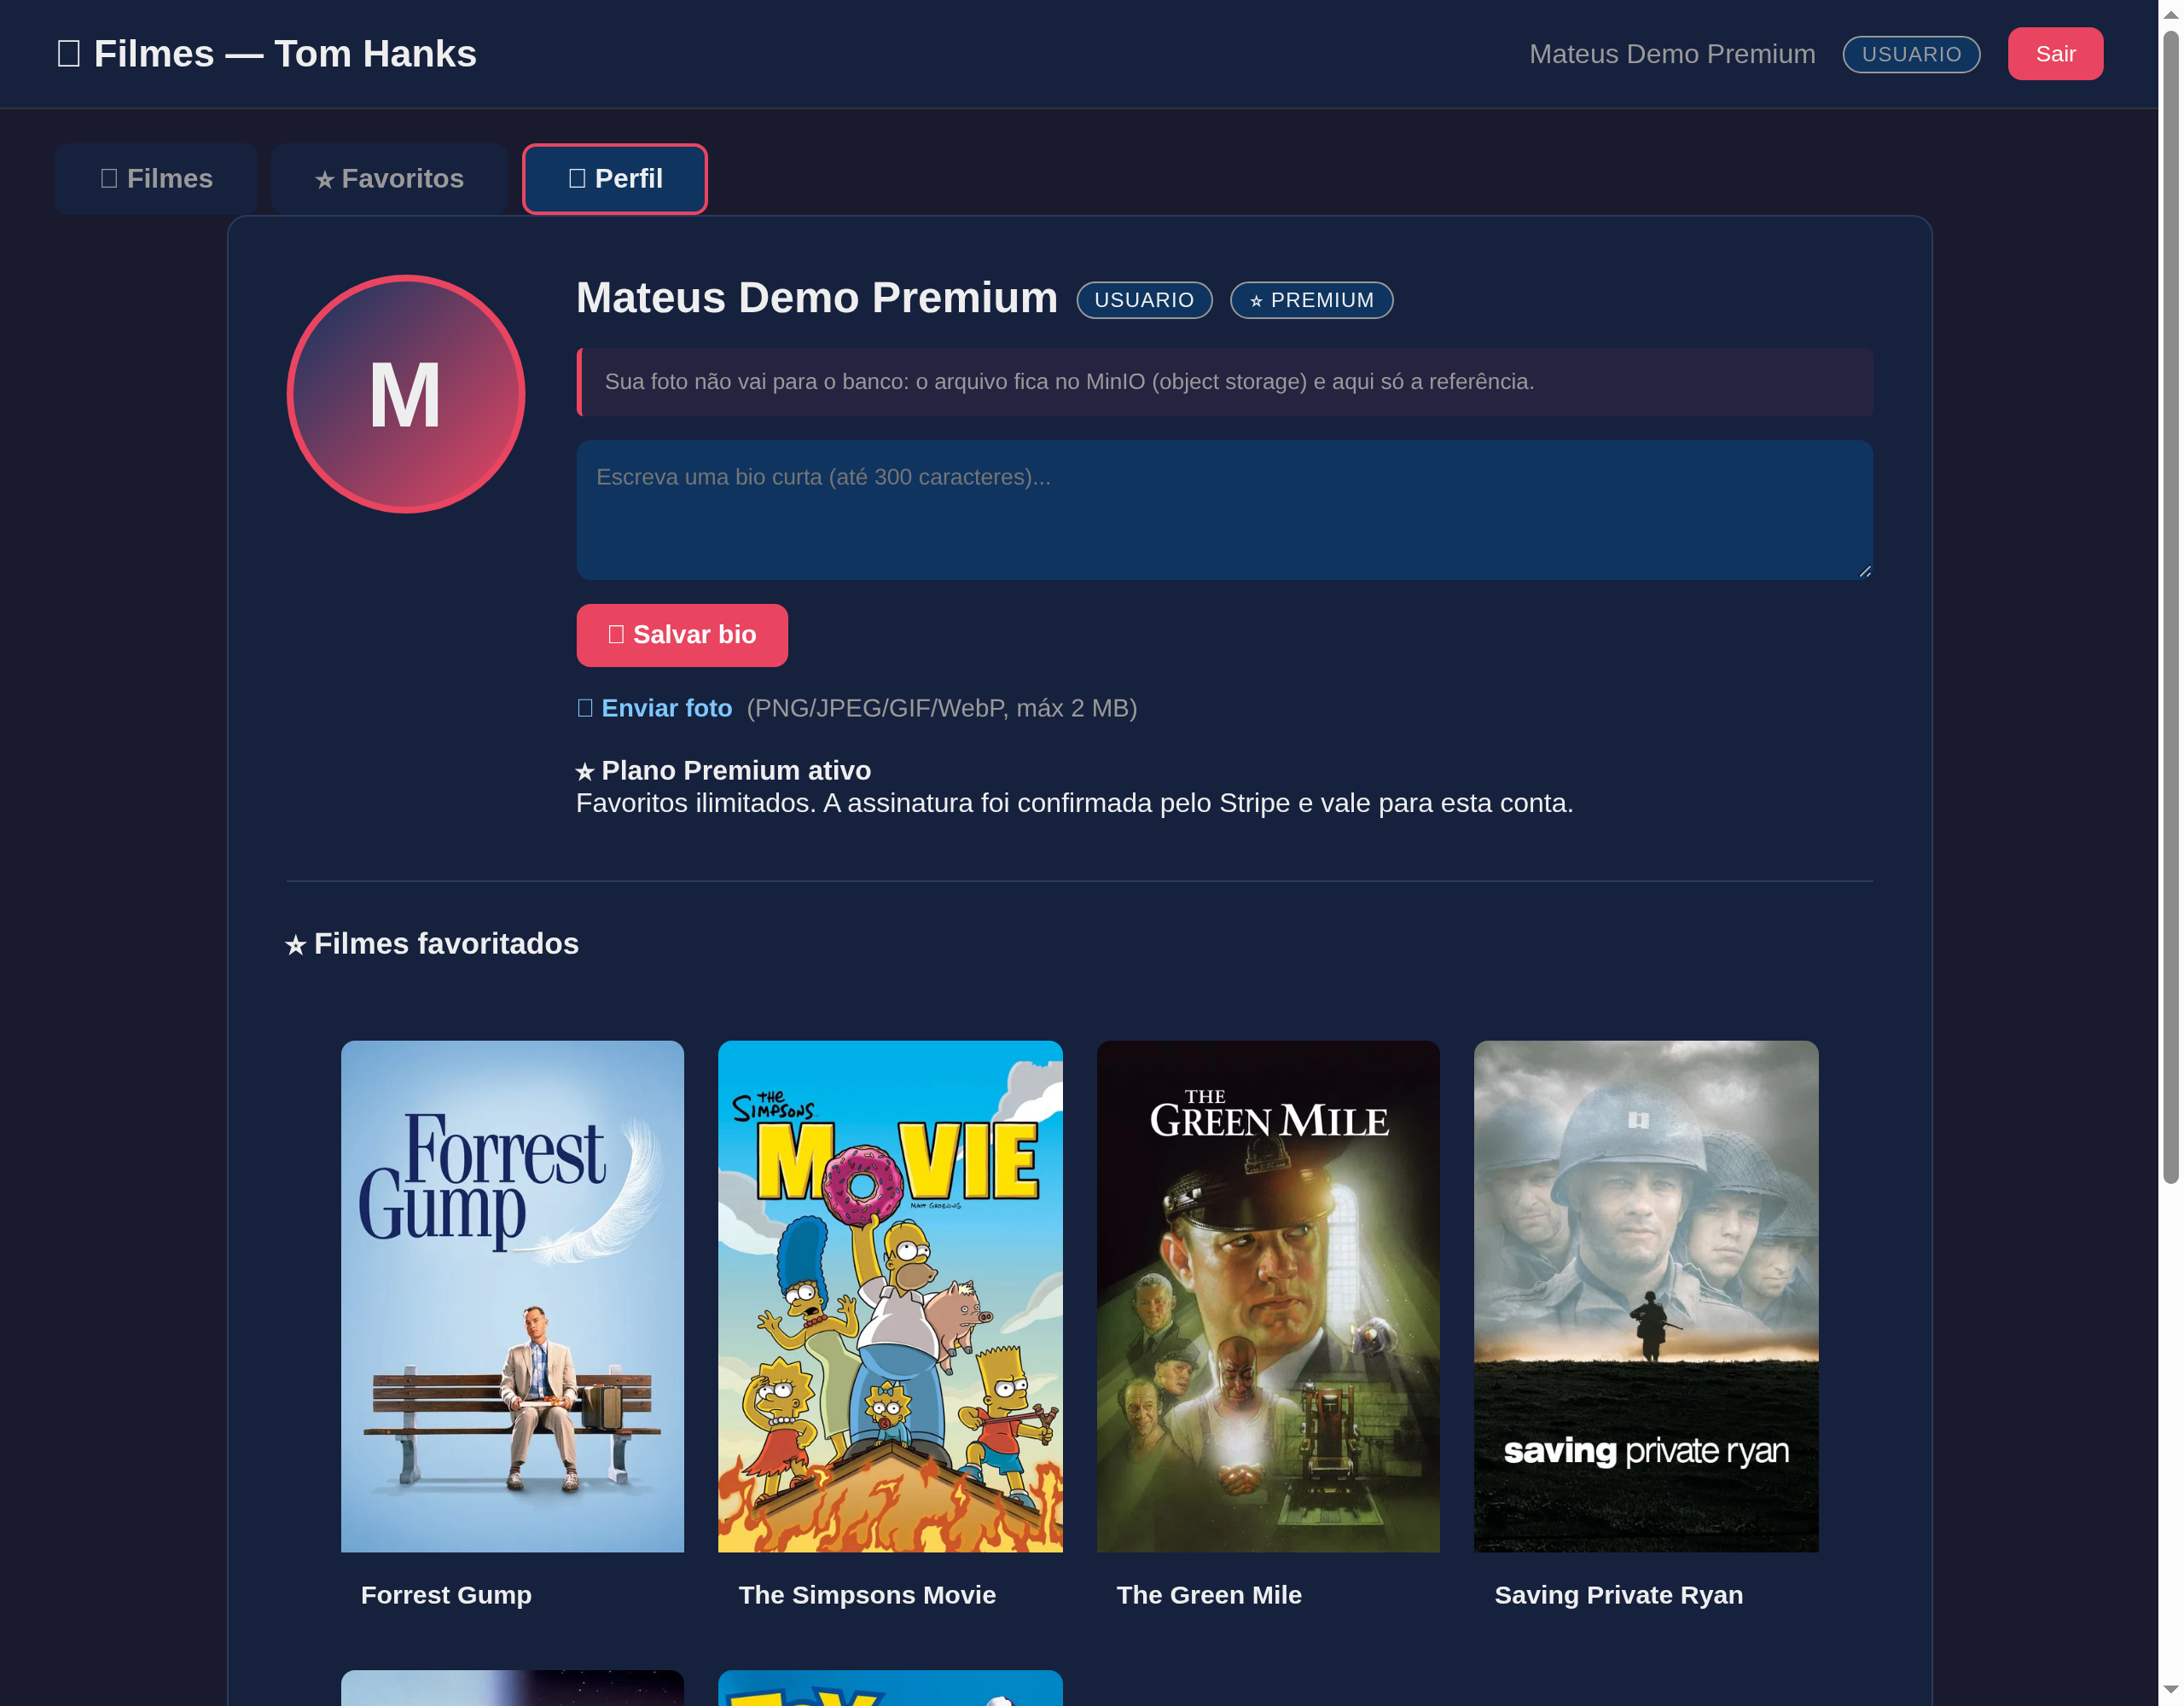 Filmes — Tom Hanks
Mateus Demo Premium
USUARIO
Sair
Filmes
★ Favoritos
Perfil
M
Mateus Demo Premium
USUARIO
★ PREMIUM
Sua foto não vai para o banco: o arquivo fica no MinIO (object storage) e aqui só a referência.
Escreva uma bio curta (até 300 caracteres)...
Salvar bio
Enviar foto (PNG/JPEG/GIF/WebP, máx 2 MB)
★ Plano Premium ativo
Favoritos ilimitados. A assinatura foi confirmada pelo Stripe e vale para esta conta.
★ Filmes favoritados
Forrest
Gump
THE
SIMPSONS
MOVIE
MATT GROENING
THE
GREEN MILE
saving private ryan
Forrest Gump
The Simpsons Movie
The Green Mile
Saving Private Ryan
TOY